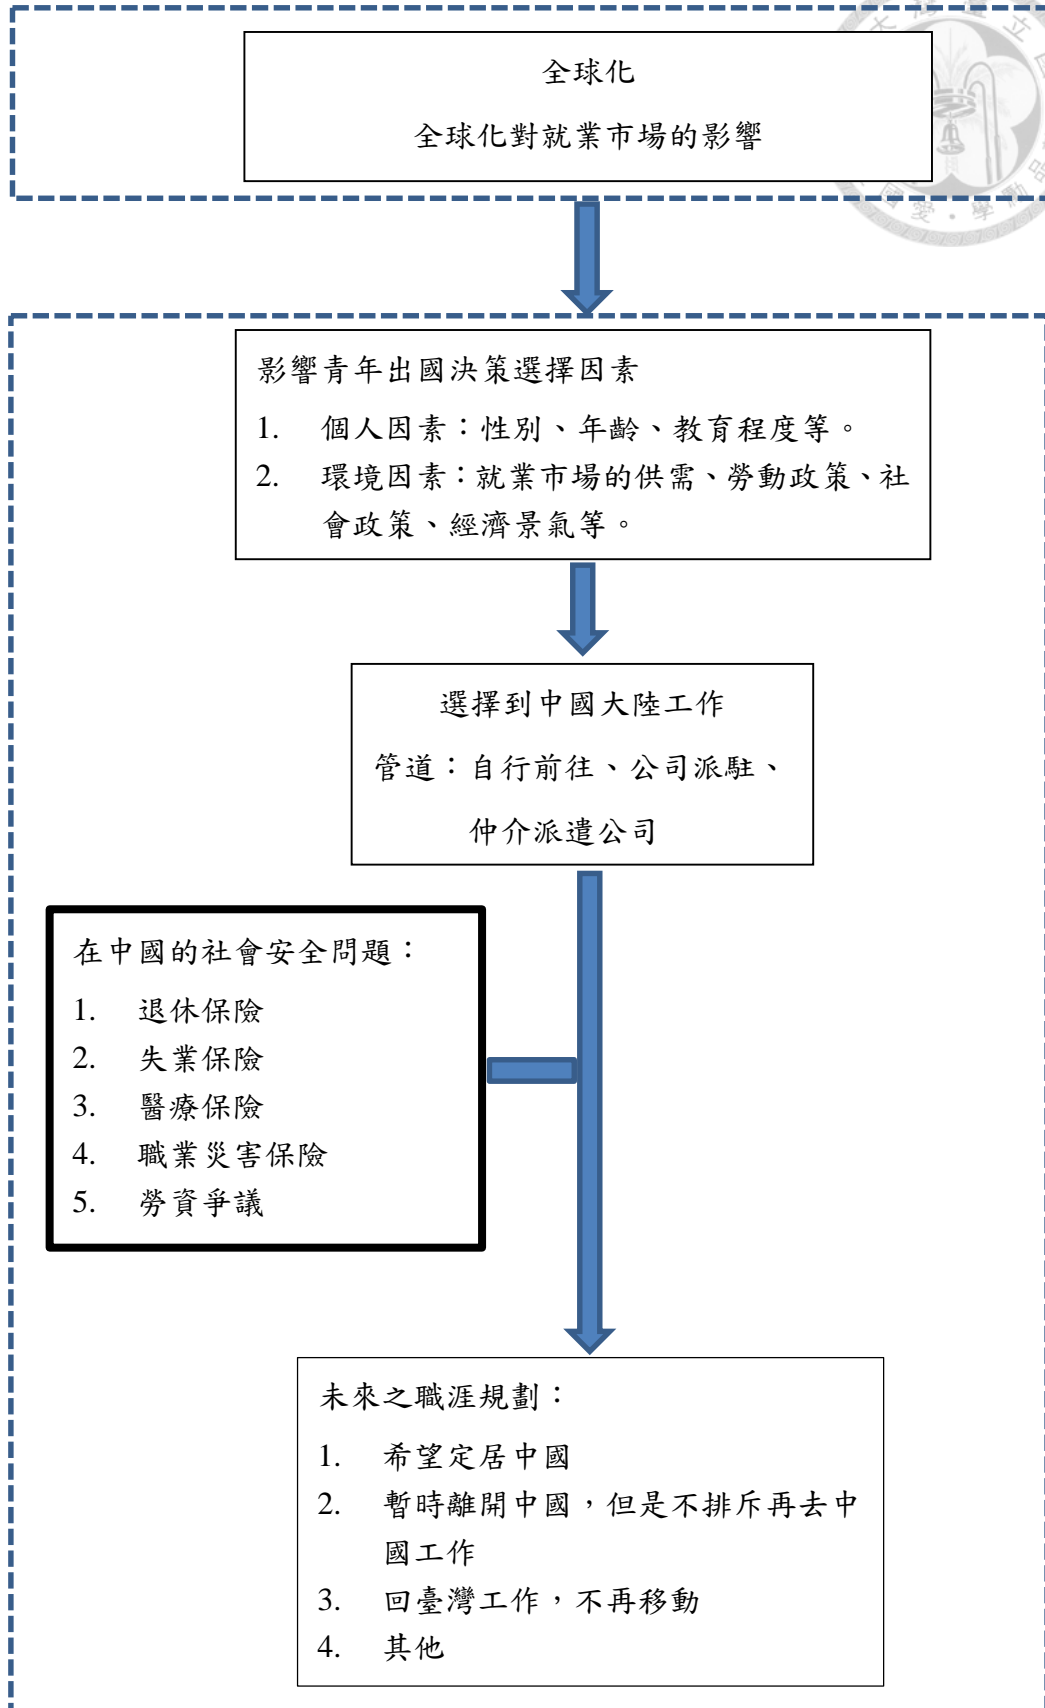 全球化
全球化對就業市場的影響
影響青年出國決策選擇因素
1. 個人因素：性別、年齡、教育程度等。
2. 環境因素：就業市場的供需、勞動政策、社
會政策、經濟景氣等。
選擇到中國大陸工作
管道：自行前往、公司派駐、
仲介派遣公司
在中國的社會安全問題：
1. 退休保險
2. 失業保險
3. 醫療保險
4. 職業災害保險
5. 勞資爭議
未來之職涯規劃：
1. 希望定居中國
2. 暫時離開中國，但是不排斥再去中
國工作
3. 回臺灣工作，不再移動
4. 其他